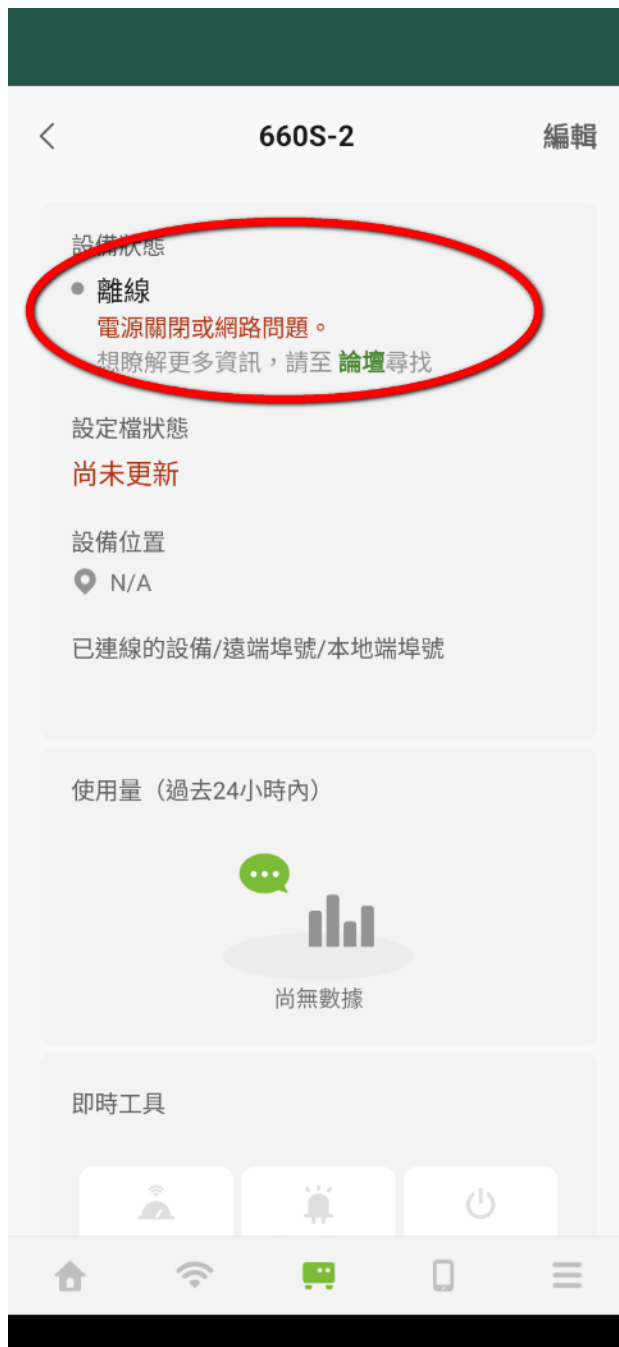 660S-2
編輯
設備狀態
離線
電源關閉或網路問題。
想瞭解更多資訊，請至 論壇尋找
設定檔狀態
尚未更新
設備位置
N/A
已連線的設備/遠端埠號/本地端埠號
使用量（過去24小時內）
尚無數據
即時工具